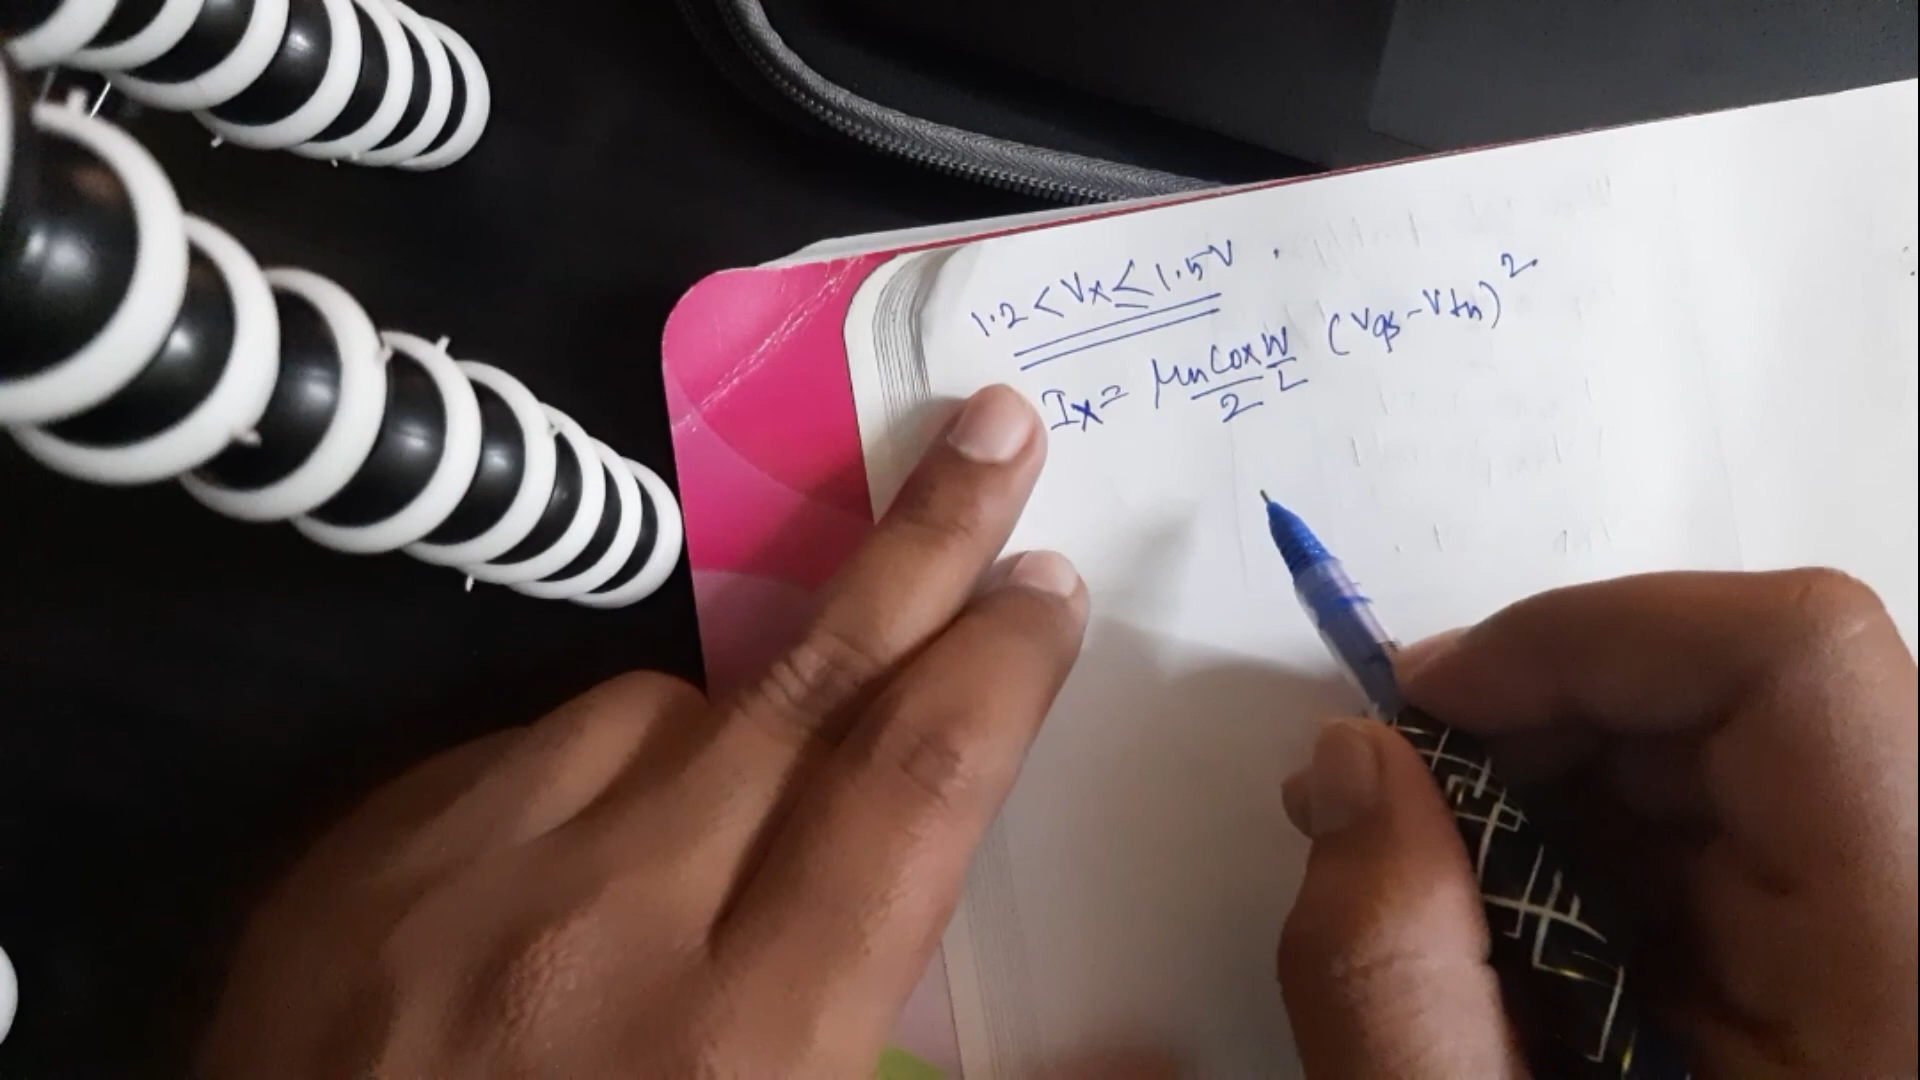 1.2 < Vx ≤ 1.5V .
Ix = μnCox/2 W/L (Vgs - Vth)²